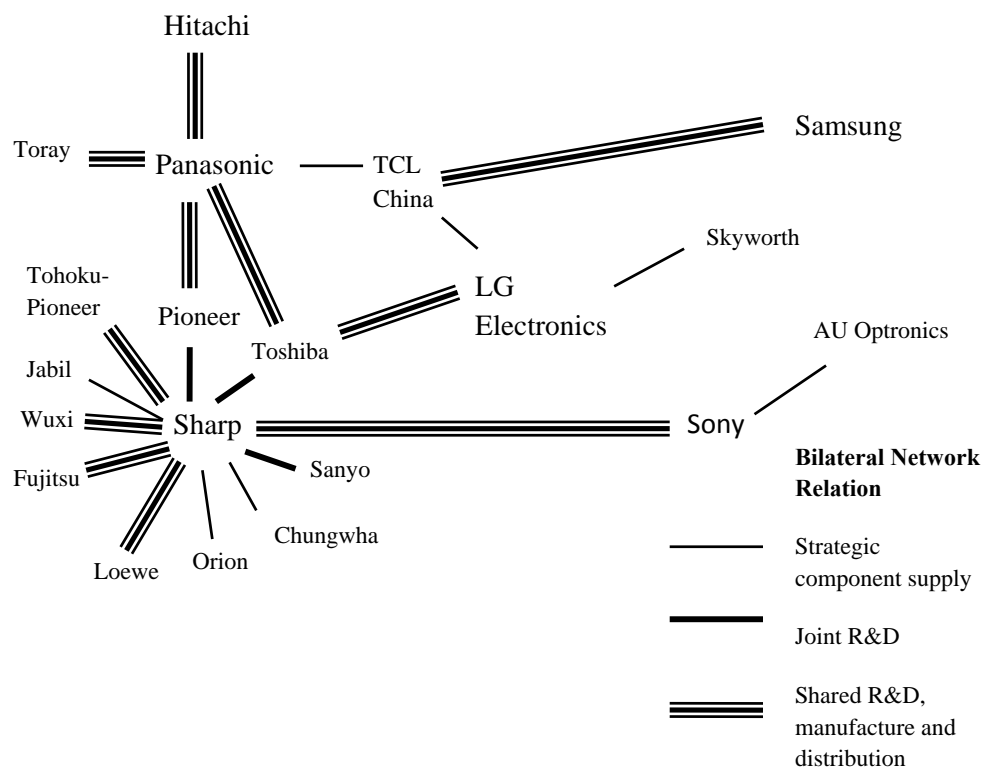 Hitachi
Samsung
Toray
Panasonic
TCL
China
Skyworth
Tohoku-
Pioneer
LG
Electronics
Pioneer
Toshiba
AU Optronics
Jabil
Wuxi
Sharp
Sony
Fujitsu
Sanyo
Chungwha
Orion
Loewe
Bilateral Network
Relation
Strategic
component supply
Joint R&D
Shared R&D,
manufacture and
distribution